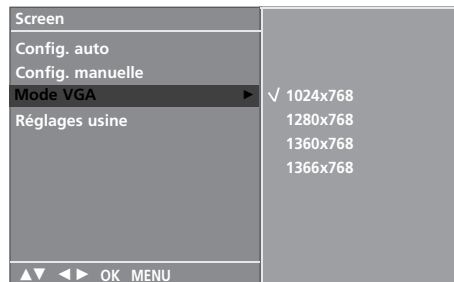 Screen
Config. auto
Config. manuelle
Mode VGA ►
Réglages usine
√ 1024x768
1280x768
1360x768
1366x768
▲▼ ◄► OK MENU